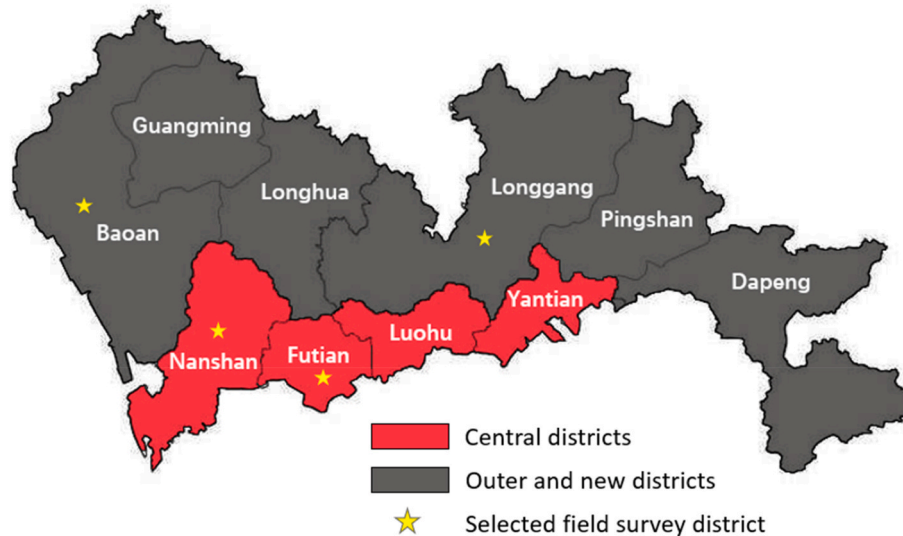 Guangming
Longhua
Longgang
Baoan
Pingshan
Dapeng
Yantian
Luohu
Futian
Nanshan
Central districts
Outer and new districts
Selected field survey district